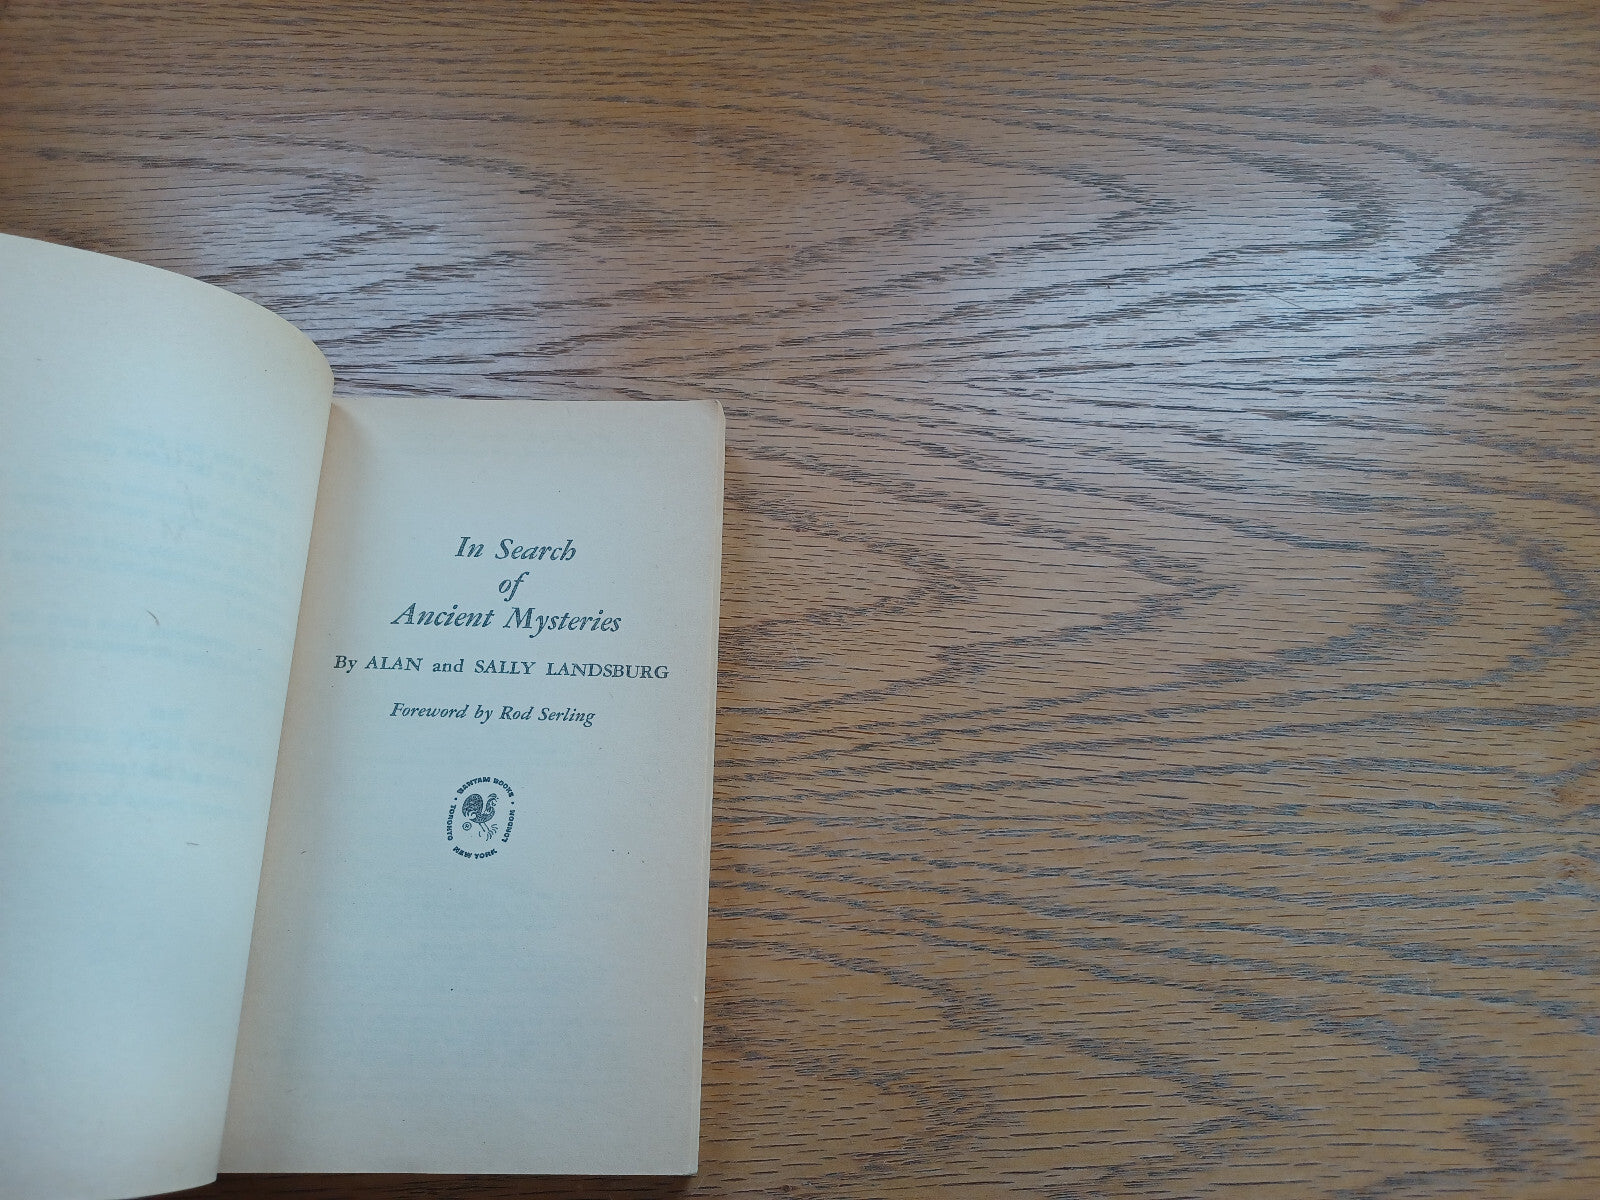 In Search
of
Ancient Mysteries
By ALAN and SALLY LANDSBURG
Foreword by Rod Serling
BANTAM BOOKS
TORONTO
NEW YORK
LONDON